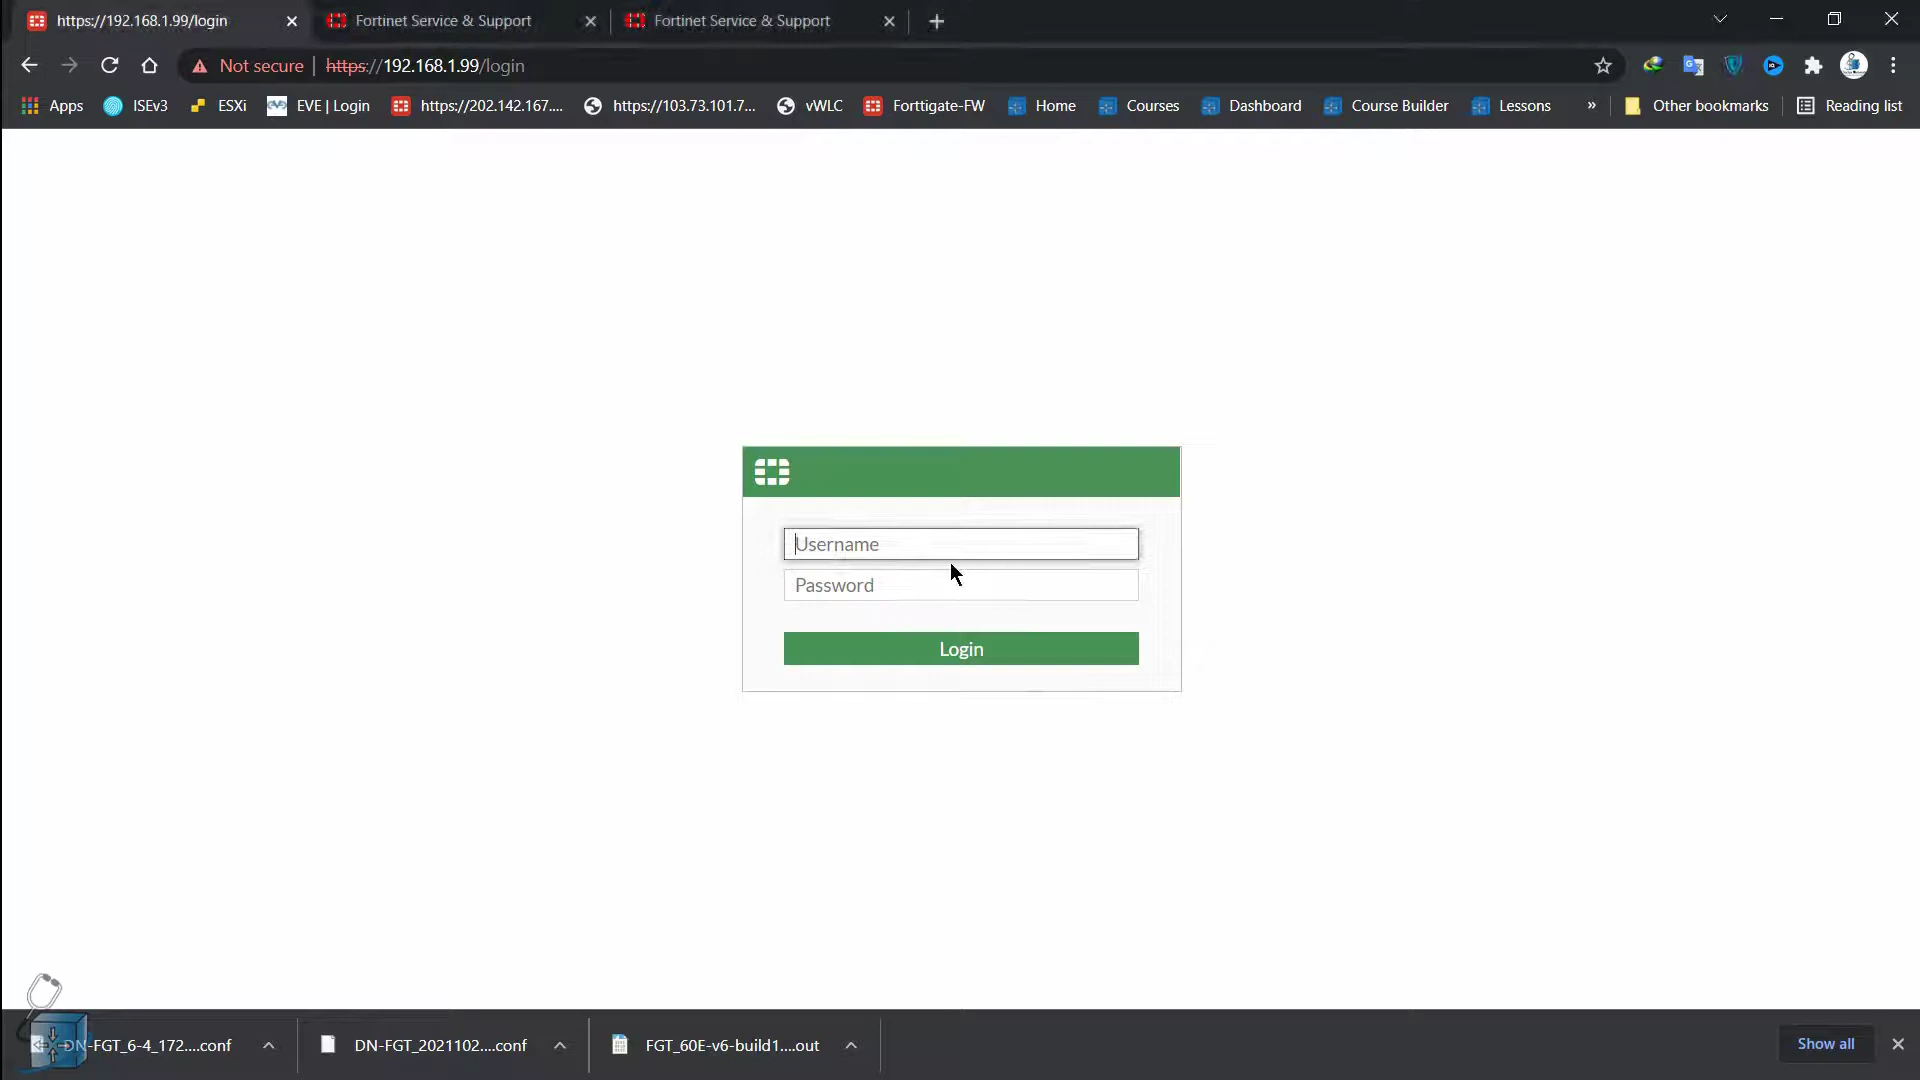 https://192.168.1.99/login
Fortinet Service & Support
Fortinet Service & Support
Not secure
https://192.168.1.99/login
Apps
ISEv3
ESXi
EVE | Login
https://202.142.167....
https://103.73.101.7...
vWLC
Forttigate-FW
Home
Courses
Dashboard
Course Builder
Lessons
»
Other bookmarks
Reading list
Username
Password
Login
DN-FGT_6-4_172....conf
DN-FGT_2021102....conf
FGT_60E-v6-build1....out
Show all